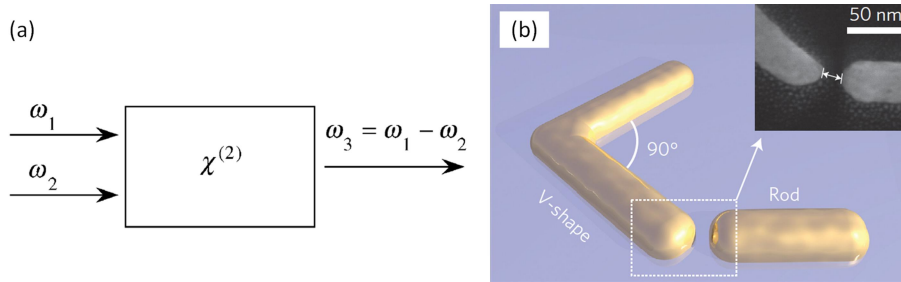 (a)
ω₁
ω₂
χ⁽²⁾
ω₃ = ω₁ − ω₂
(b)
50 nm
90°
V-shape
Rod